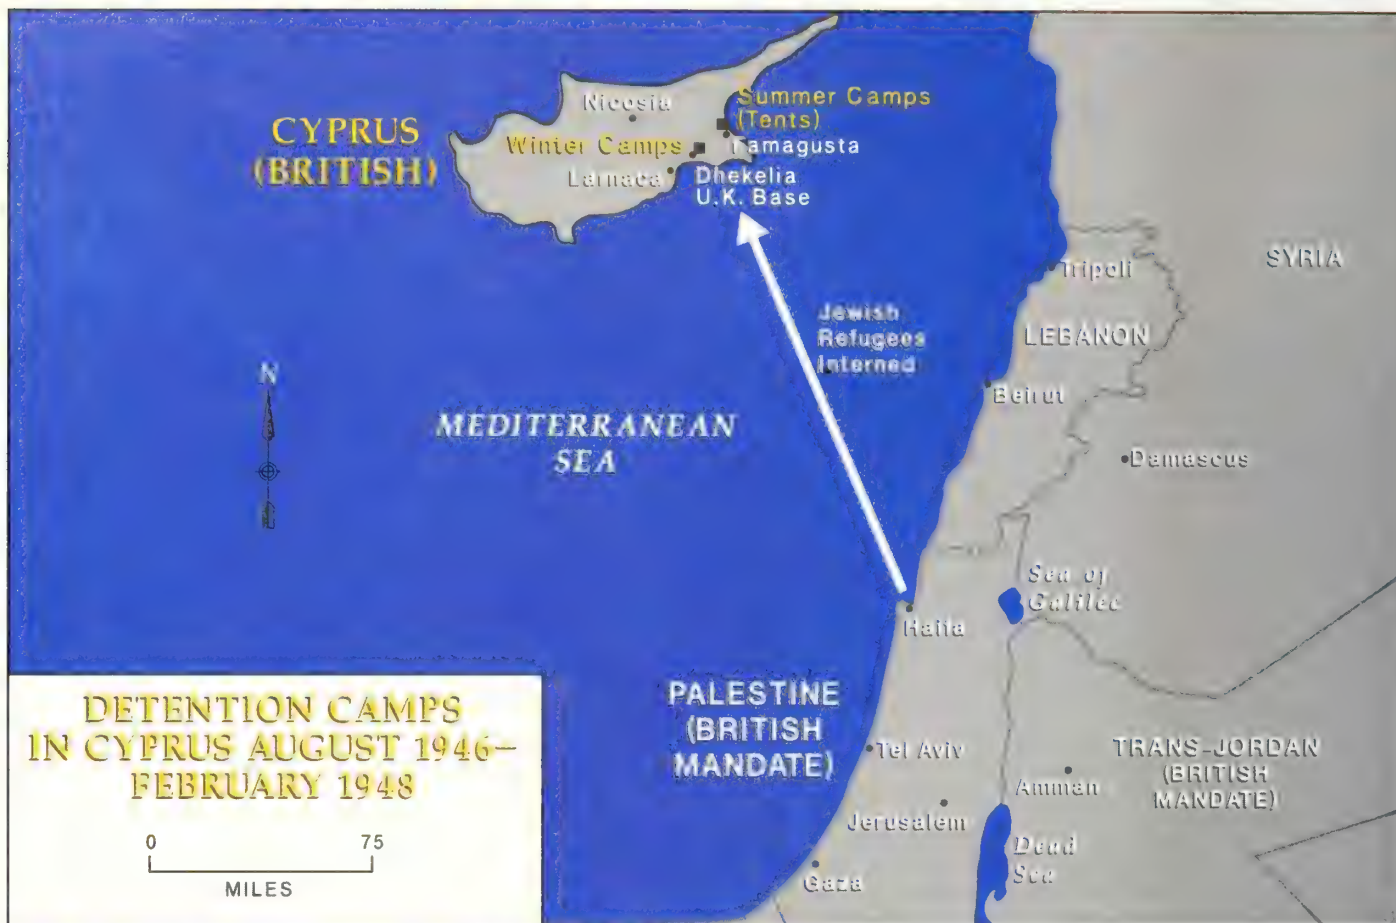 Nicosia
Summer Camps
(Tents)
CYPRUS
(BRITISH)
Winter Camps
Famagusta
Larnaca
Dhekelia
U.K. Base
SYRIA
Tripoli
Jewish
Refugees
Interned
LEBANON
N
Beirut
MEDITERRANEAN
SEA
Damascus
Sea of
Galilee
Haifa
PALESTINE
(BRITISH
MANDATE)
Tel Aviv
TRANS-JORDAN
(BRITISH
MANDATE)
Amman
Jerusalem
Dead
Sea
Gaza
DETENTION CAMPS
IN CYPRUS AUGUST 1946–
FEBRUARY 1948
0 75
MILES